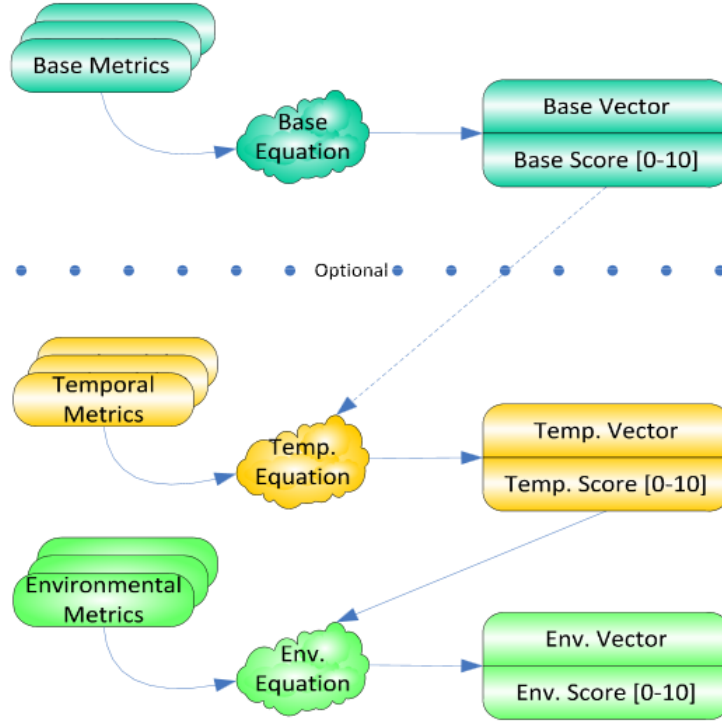 Base Metrics
Base
Equation
Base Vector
Base Score [0-10]
Optional
Temporal
Metrics
Temp.
Equation
Temp. Vector
Temp. Score [0-10]
Environmental
Metrics
Env.
Equation
Env. Vector
Env. Score [0-10]